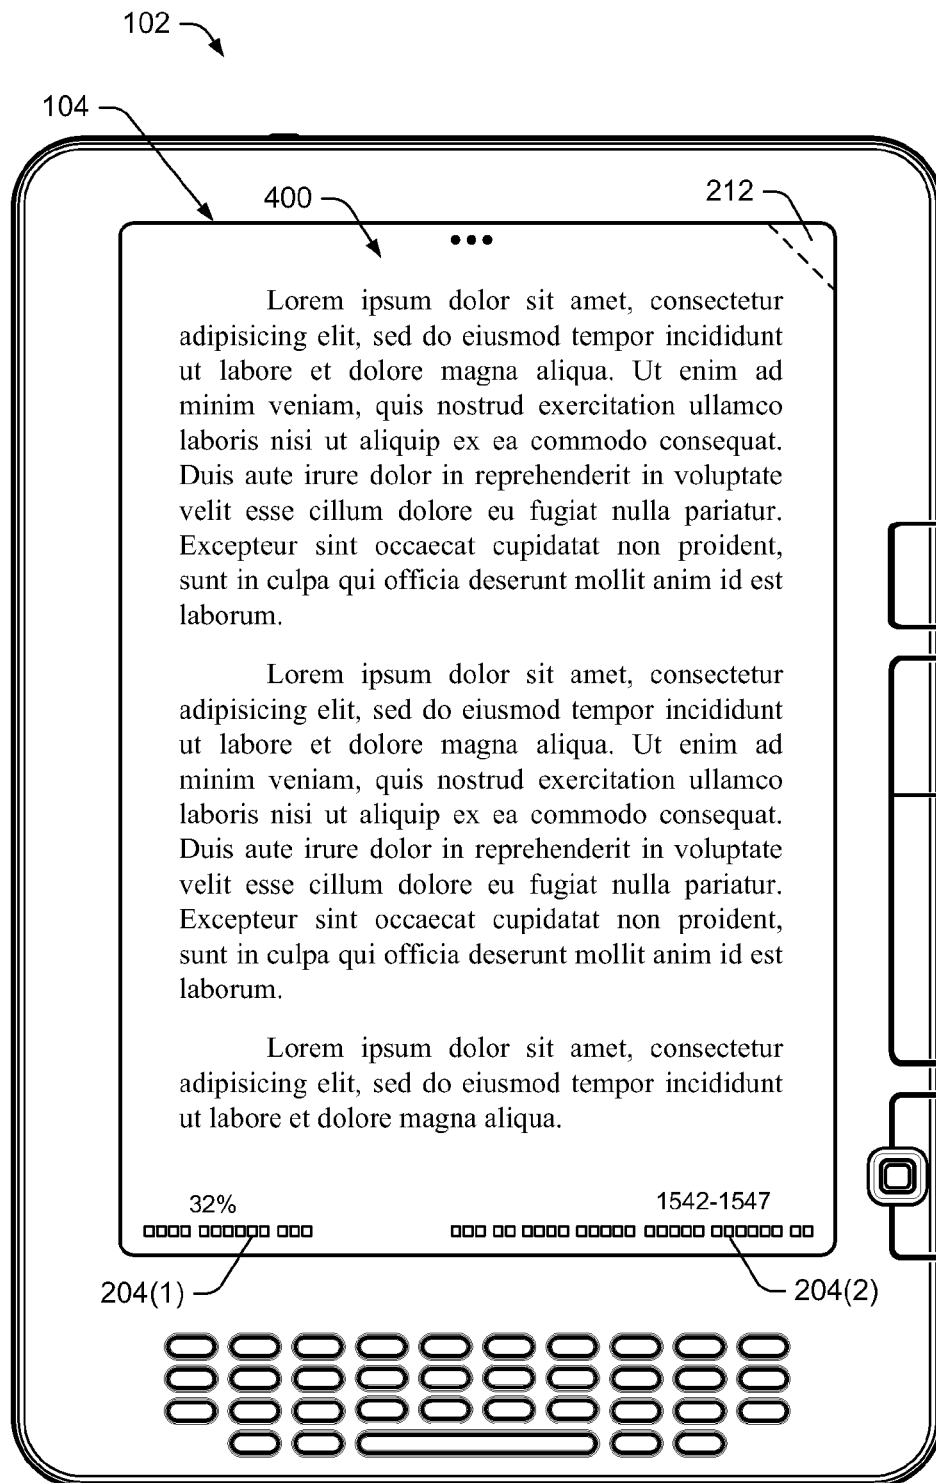 102
104
400
212
Lorem ipsum dolor sit amet, consectetur
adipisicing elit, sed do eiusmod tempor incididunt
ut labore et dolore magna aliqua. Ut enim ad
minim veniam, quis nostrud exercitation ullamco
laboris nisi ut aliquip ex ea commodo consequat.
Duis aute irure dolor in reprehenderit in voluptate
velit esse cillum dolore eu fugiat nulla pariatur.
Excepteur sint occaecat cupidatat non proident,
sunt in culpa qui officia deserunt mollit anim id est
laborum.
Lorem ipsum dolor sit amet, consectetur
adipisicing elit, sed do eiusmod tempor incididunt
ut labore et dolore magna aliqua. Ut enim ad
minim veniam, quis nostrud exercitation ullamco
laboris nisi ut aliquip ex ea commodo consequat.
Duis aute irure dolor in reprehenderit in voluptate
velit esse cillum dolore eu fugiat nulla pariatur.
Excepteur sint occaecat cupidatat non proident,
sunt in culpa qui officia deserunt mollit anim id est
laborum.
Lorem ipsum dolor sit amet, consectetur
adipisicing elit, sed do eiusmod tempor incididunt
ut labore et dolore magna aliqua.
32%
1542-1547
204(1)
204(2)